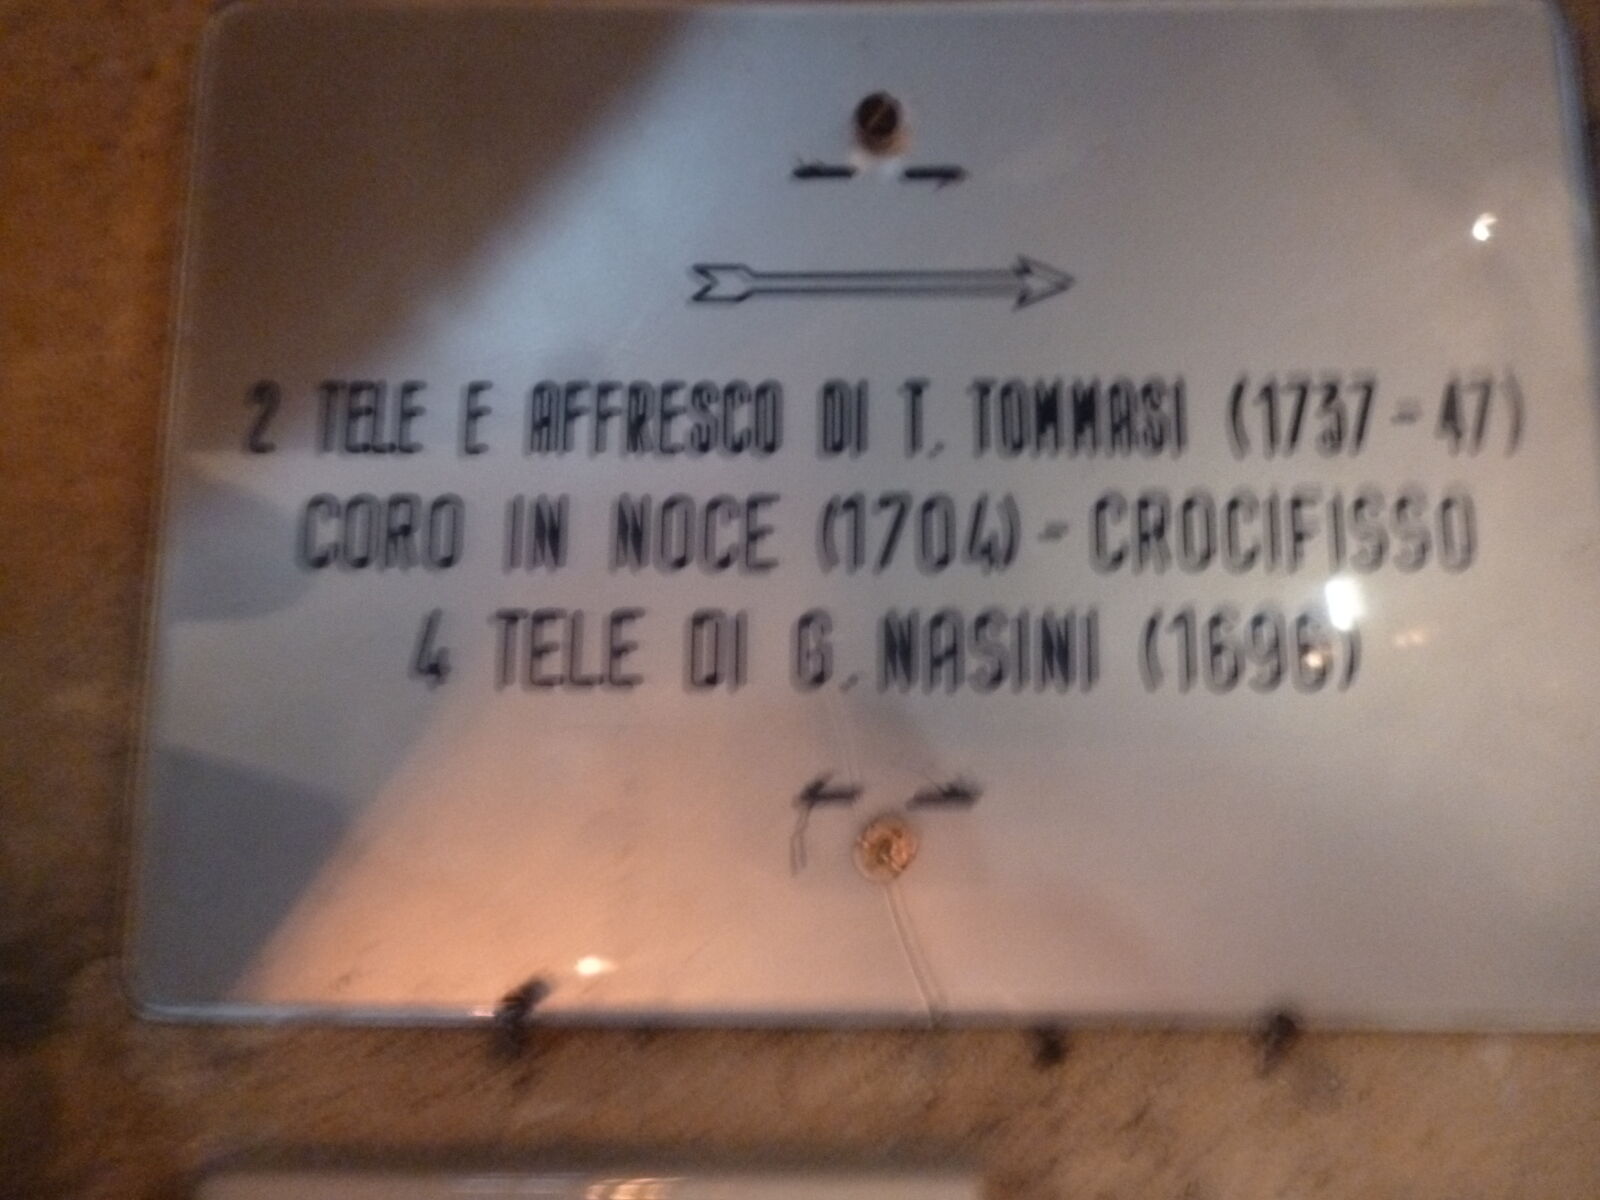 2 TELE E AFFRESCO DI T. TOMMASI (1737-47)
CORO IN NOCE (1704) - CROCIFISSO
4 TELE DI G. NASINI (1696)